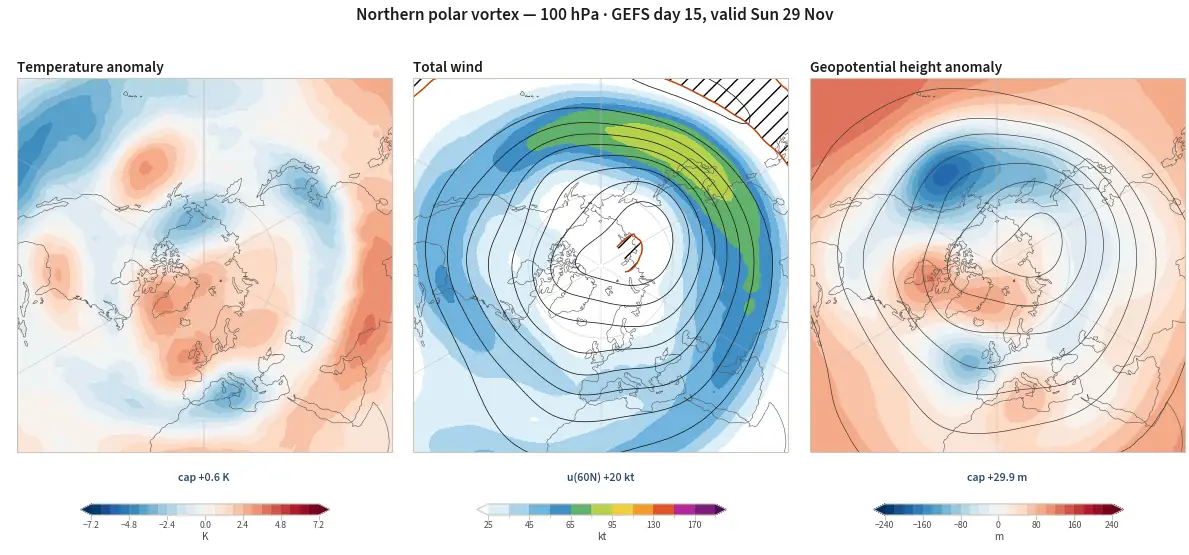 Northern polar vortex — 100 hPa · GEFS day 15, valid Sun 29 Nov
Temperature anomaly
Total wind
Geopotential height anomaly
cap +0.6 K
u(60N) +20 kt
cap +29.9 m
−7.2 −4.8 −2.4 0.0 2.4 4.8 7.2
K
25 45 65 95 130 170
kt
−240 −160 −80 0 80 160 240
m